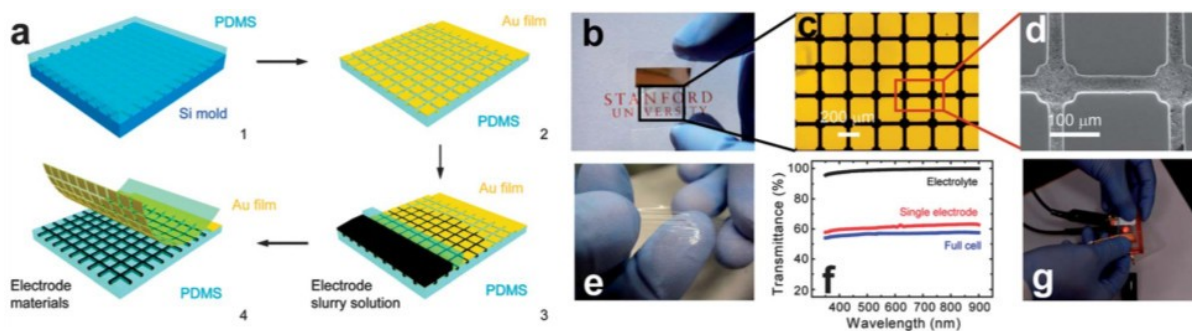 a
PDMS
Si mold
1
Au film
PDMS
2
Au film
PDMS
Electrode
slurry solution
3
Electrode
materials
PDMS
4
b
STANFORD
UNIVERSITY
c
200 μm
d
100 μm
e
Transmittance (%)
100
80
60
40
20
Electrolyte
Single electrode
Full cell
f
400 500 600 700 800 900
Wavelength (nm)
g